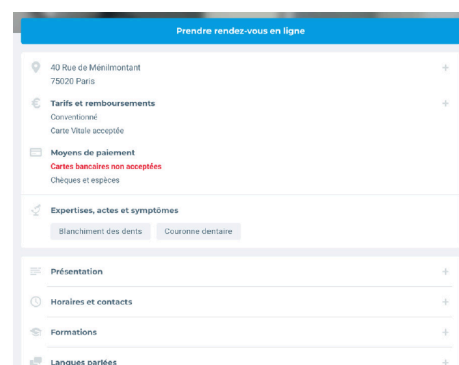 Prendre rendez-vous en ligne
40 Rue de Ménilmontant
75020 Paris
Tarifs et remboursements
Conventionné
Carte Vitale acceptée
Moyens de paiement
Cartes bancaires non acceptées
Chèques et espèces
Expertises, actes et symptômes
Blanchiment des dents
Couronne dentaire
Présentation
Horaires et contacts
Formations
Langues parlées